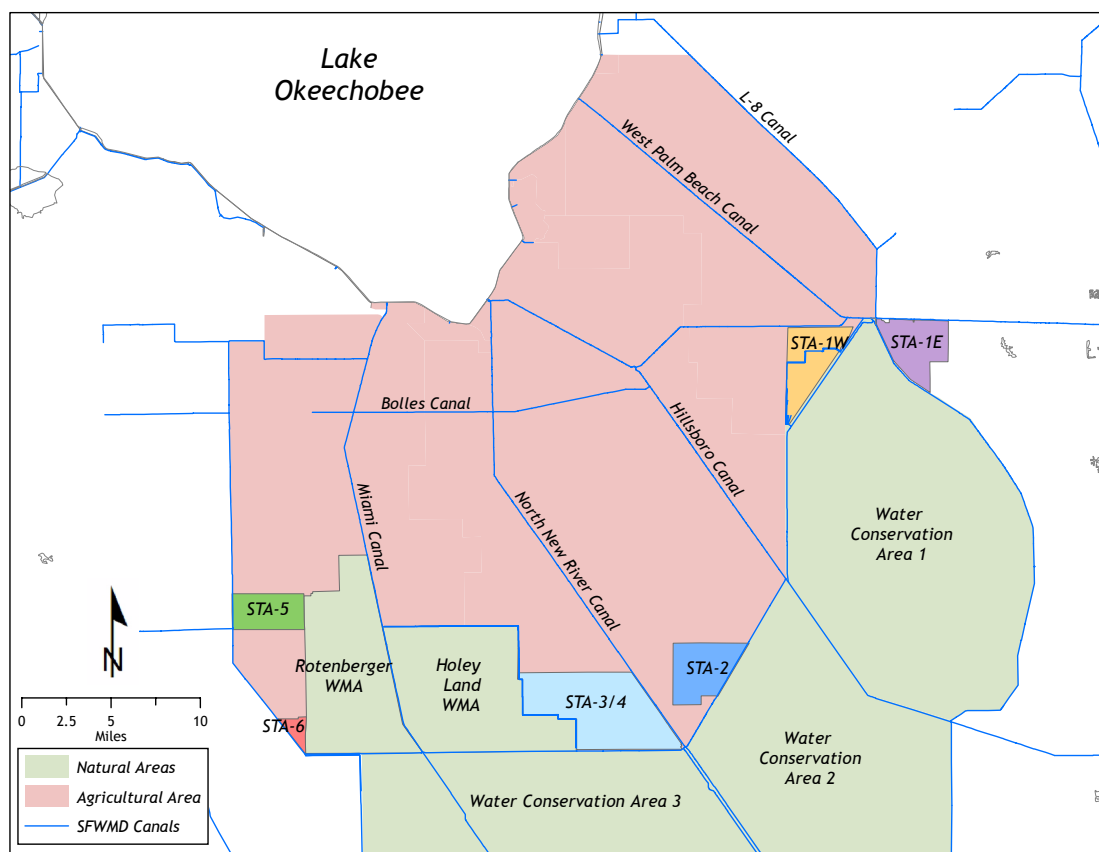 Lake
Okeechobee
L-8 Canal
West Palm Beach Canal
STA-1W
STA-1E
Bolles Canal
Hillsboro Canal
Miami Canal
North New River Canal
Water
Conservation
Area 1
STA-5
Rotenberger
WMA
Holey
Land
WMA
STA-2
STA-3/4
STA-6
N
0 2.5 5 10
Miles
Water
Conservation
Area 2
Water Conservation Area 3
Natural Areas
Agricultural Area
SFWMD Canals